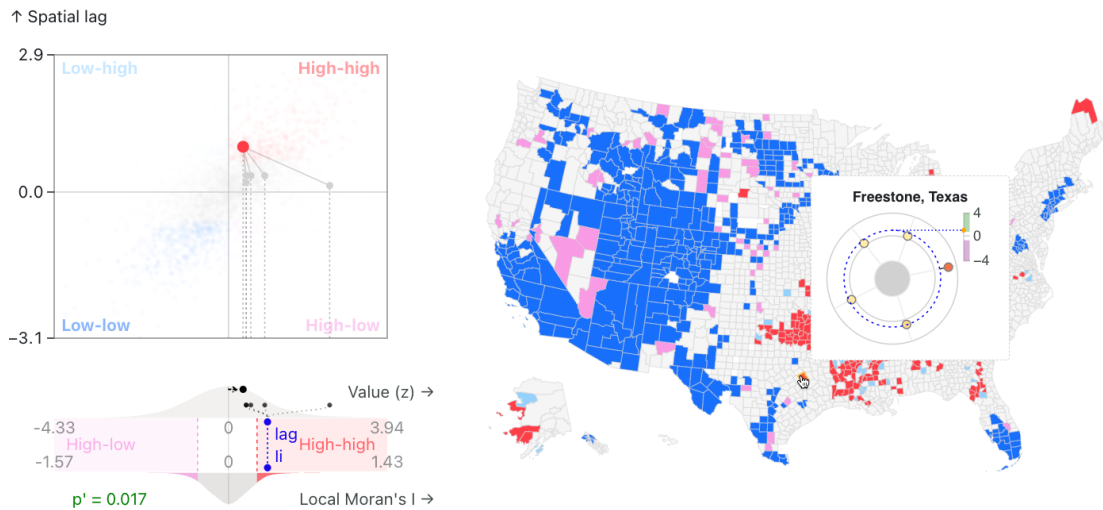 ↑ Spatial lag
2.9
Low-high
High-high
0.0
Low-low
High-low
−3.1
Value (z) →
-4.33
0
3.94
High-low
lag
High-high
li
-1.57
0
1.43
p' = 0.017
Local Moran's I →
Freestone, Texas
4
0
−4